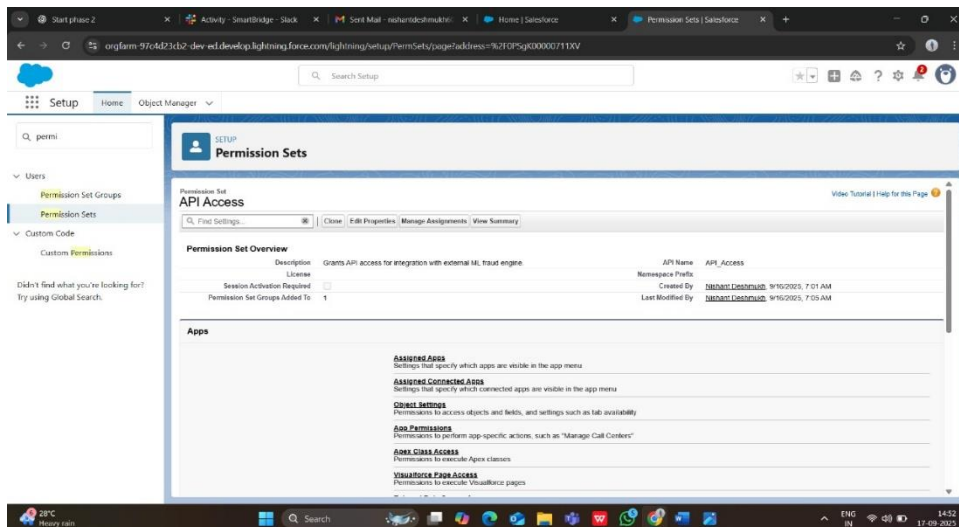 Start phase 2
Activity - SmartBridge - Slack
Sent Mail - nishantdeshmukh
Home | Salesforce
Permission Sets | Salesforce
orgfarm-97c4d23cb2-dev-ed.develop.lightning.force.com/lightning/setup/PermSets/page?address=%2F0PSgK00000711XV
Search Setup
Setup
Home
Object Manager
permi
Users
Permission Set Groups
Permission Sets
Custom Code
Custom Permissions
Didn't find what you're looking for?
Try using Global Search.
SETUP
Permission Sets
Permission Set
API Access
Video Tutorial | Help for this Page
Find Settings...
Clone Edit Properties Manage Assignments View Summary
Permission Set Overview
Description Grants API access for integration with external ML fraud engine. API Name API_Access
License Namespace Prefix
Session Activation Required Created By Nishant Deshmukh, 9/16/2025, 7:01 AM
Permission Set Groups Added To 1 Last Modified By Nishant Deshmukh, 9/16/2025, 7:05 AM
Apps
Assigned Apps
Settings that specify which apps are visible in the app menu
Assigned Connected Apps
Settings that specify which connected apps are visible in the app menu
Object Settings
Permissions to access objects and fields, and settings such as tab availability
App Permissions
Permissions to perform app-specific actions, such as "Manage Call Centers"
Apex Class Access
Permissions to execute Apex classes
Visualforce Page Access
Permissions to execute Visualforce pages
28°C
Heavy rain
Search
ENG
IN
14:52
17-09-2025